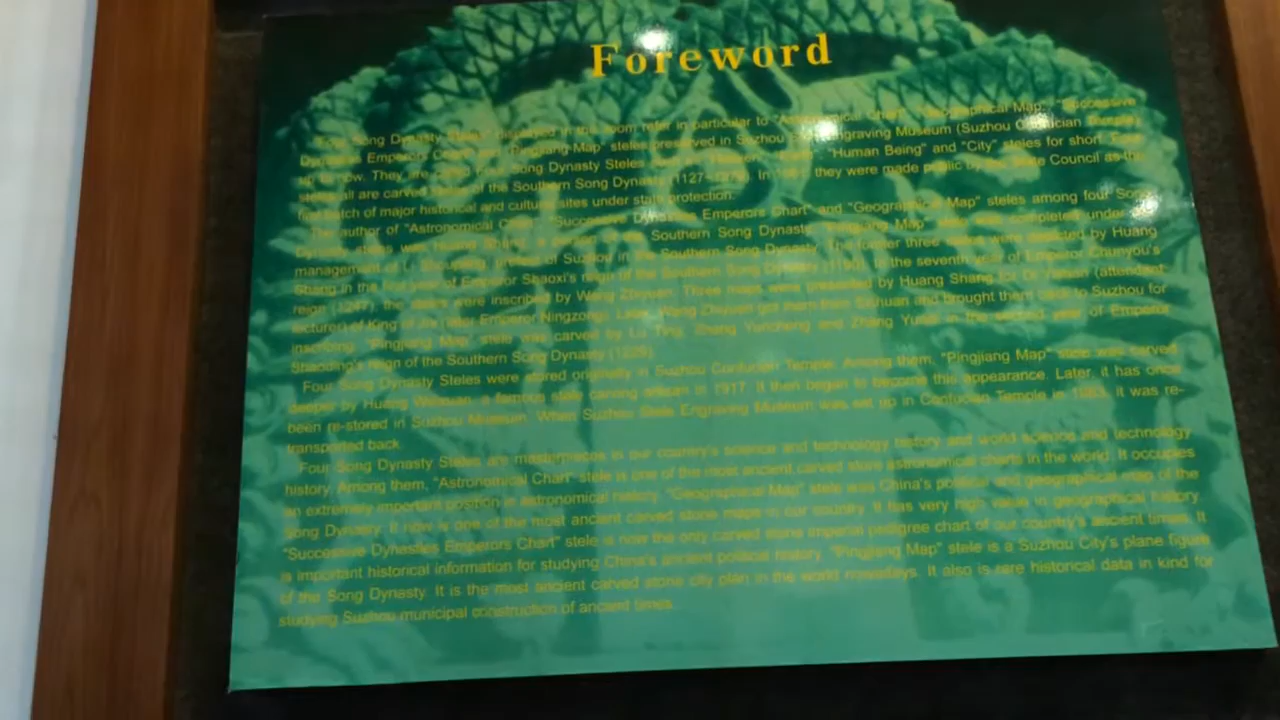 Foreword
"Four Song Dynasty Steles" displayed in this room refer in particular to "Astronomical Chart", "Geographical Map", "Successive
Dynasties Emperors Chart" and "Pingjiang Map" steles preserved in Suzhou Stele Engraving Museum (Suzhou Confucian Temple)
up to now. They are called Four Song Dynasty Steles and "Human Being" and "City" steles for short. Four
steles all are carved steles of the Southern Song Dynasty (1127-1279). In they were made public by the State Council as the
first batch of major historical and cultural sites under state protection.
The author of "Astronomical Chart", "Successive Dynasties Emperors Chart" and "Geographical Map" steles among four Song
Dynasty steles was Huang Shang, a person of the Southern Song Dynasty. "Pingjiang Map" stele was completed under the
management of Li Shoupeng, prefect of Suzhou in the Southern Song Dynasty. The former three steles were directed by Huang
Shang in the first year of Emperor Shaoxi's reign of the Southern Song Dynasty (1190). In the seventh year of Emperor Chunyou's
reign (1247), the steles were inscribed by Wang Zhiyuan. Three maps were presented by Huang Shang for (attendant
lecturer) of King of Jia (later Emperor Ningzong). Later, Wang Zhiyuan got them from Sichuan and brought them back to Suzhou for
inscribing. "Pingjiang Map" stele was carved by Lu Ting, Zhang Yuncheng and Zhang Yundi in the second year of Emperor
Shaoding's reign of the Southern Song Dynasty (1229).
Four Song Dynasty Steles were stored originally in Suzhou Confucian Temple. Among them, "Pingjiang Map" stele was carved
deeper by Huang Weixuan, a famous stele carving artisan in 1917. It then began to become this appearance. Later, it has once
been re-stored in Suzhou Museum. When Suzhou Stele Engraving Museum was set up in Confucian Temple in it was re-
transported back.
Four Song Dynasty Steles are masterpieces in our country's science and technology history and world science and technology
history. Among them, "Astronomical Chart" stele is one of the most ancient carved stone astronomical charts in the world. It occupies
an extremely important position in astronomical history. "Geographical Map" stele was China's political and geographical map of the
Song Dynasty. It now is one of the most ancient carved stone maps in our country. It has very high value in geographical history.
"Successive Dynasties Emperors Chart" stele is now the only carved stone imperial pedigree chart of our country's ancient times. It
is important historical information for studying China's ancient political history. "Pingjiang Map" stele is a Suzhou City's plane figure
of the Song Dynasty. It is the most ancient carved stone city plan in the world nowadays. It also is rare historical data in kind for
studying Suzhou municipal construction of ancient times.